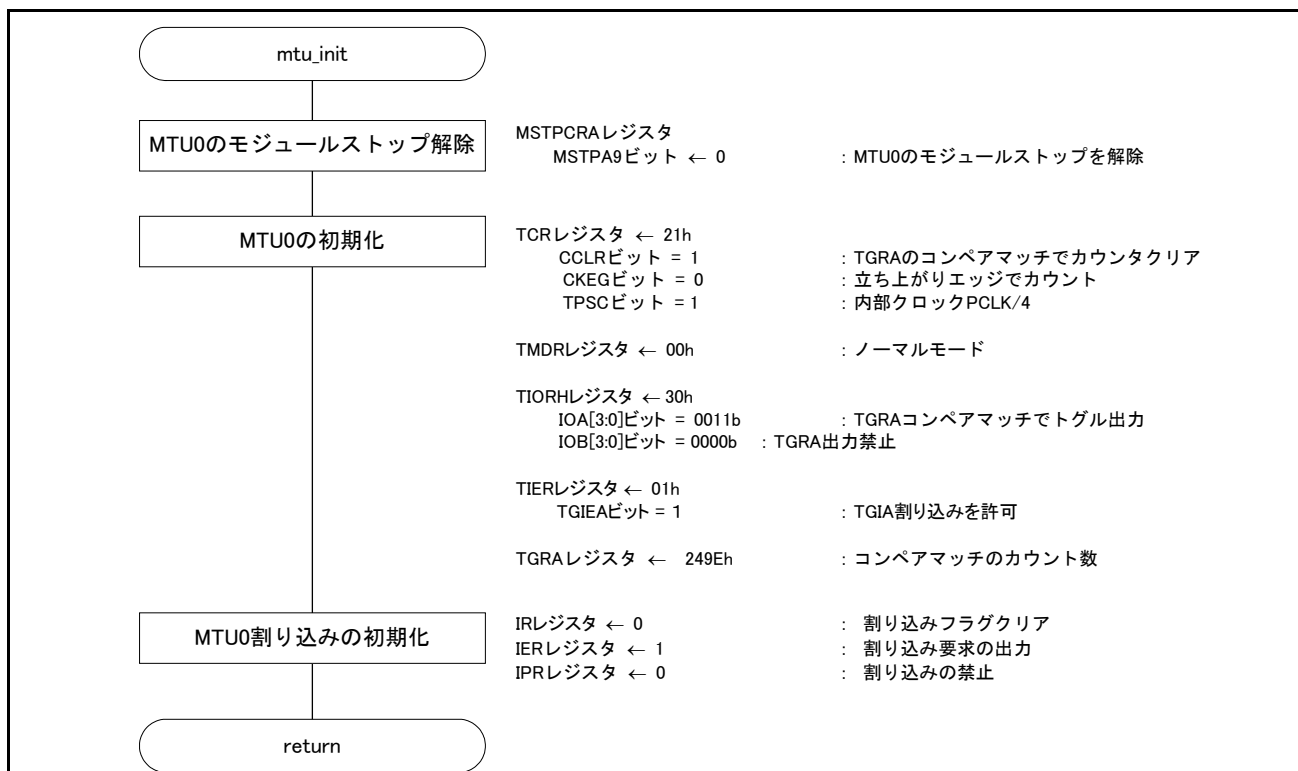 mtu_init
MTU0のモジュールストップ解除
MSTPCRAレジスタ
MSTPA9ビット ← 0 : MTU0のモジュールストップを解除
MTU0の初期化
TCRレジスタ ← 21h
CCLRビット = 1 : TGRAのコンペアマッチでカウンタクリア
CKEGビット = 0 : 立ち上がりエッジでカウント
TPSCビット = 1 : 内部クロックPCLK/4
TMDRレジスタ ← 00h : ノーマルモード
TIORHレジスタ ← 30h
IOA[3:0]ビット = 0011b : TGRAコンペアマッチでトグル出力
IOB[3:0]ビット = 0000b : TGRA出力禁止
TIERレジスタ ← 01h
TGIEAビット = 1 : TGIA割り込みを許可
TGRAレジスタ ← 249Eh : コンペアマッチのカウント数
MTU0割り込みの初期化
IRレジスタ ← 0 : 割り込みフラグクリア
IERレジスタ ← 1 : 割り込み要求の出力
IPRレジスタ ← 0 : 割り込みの禁止
return